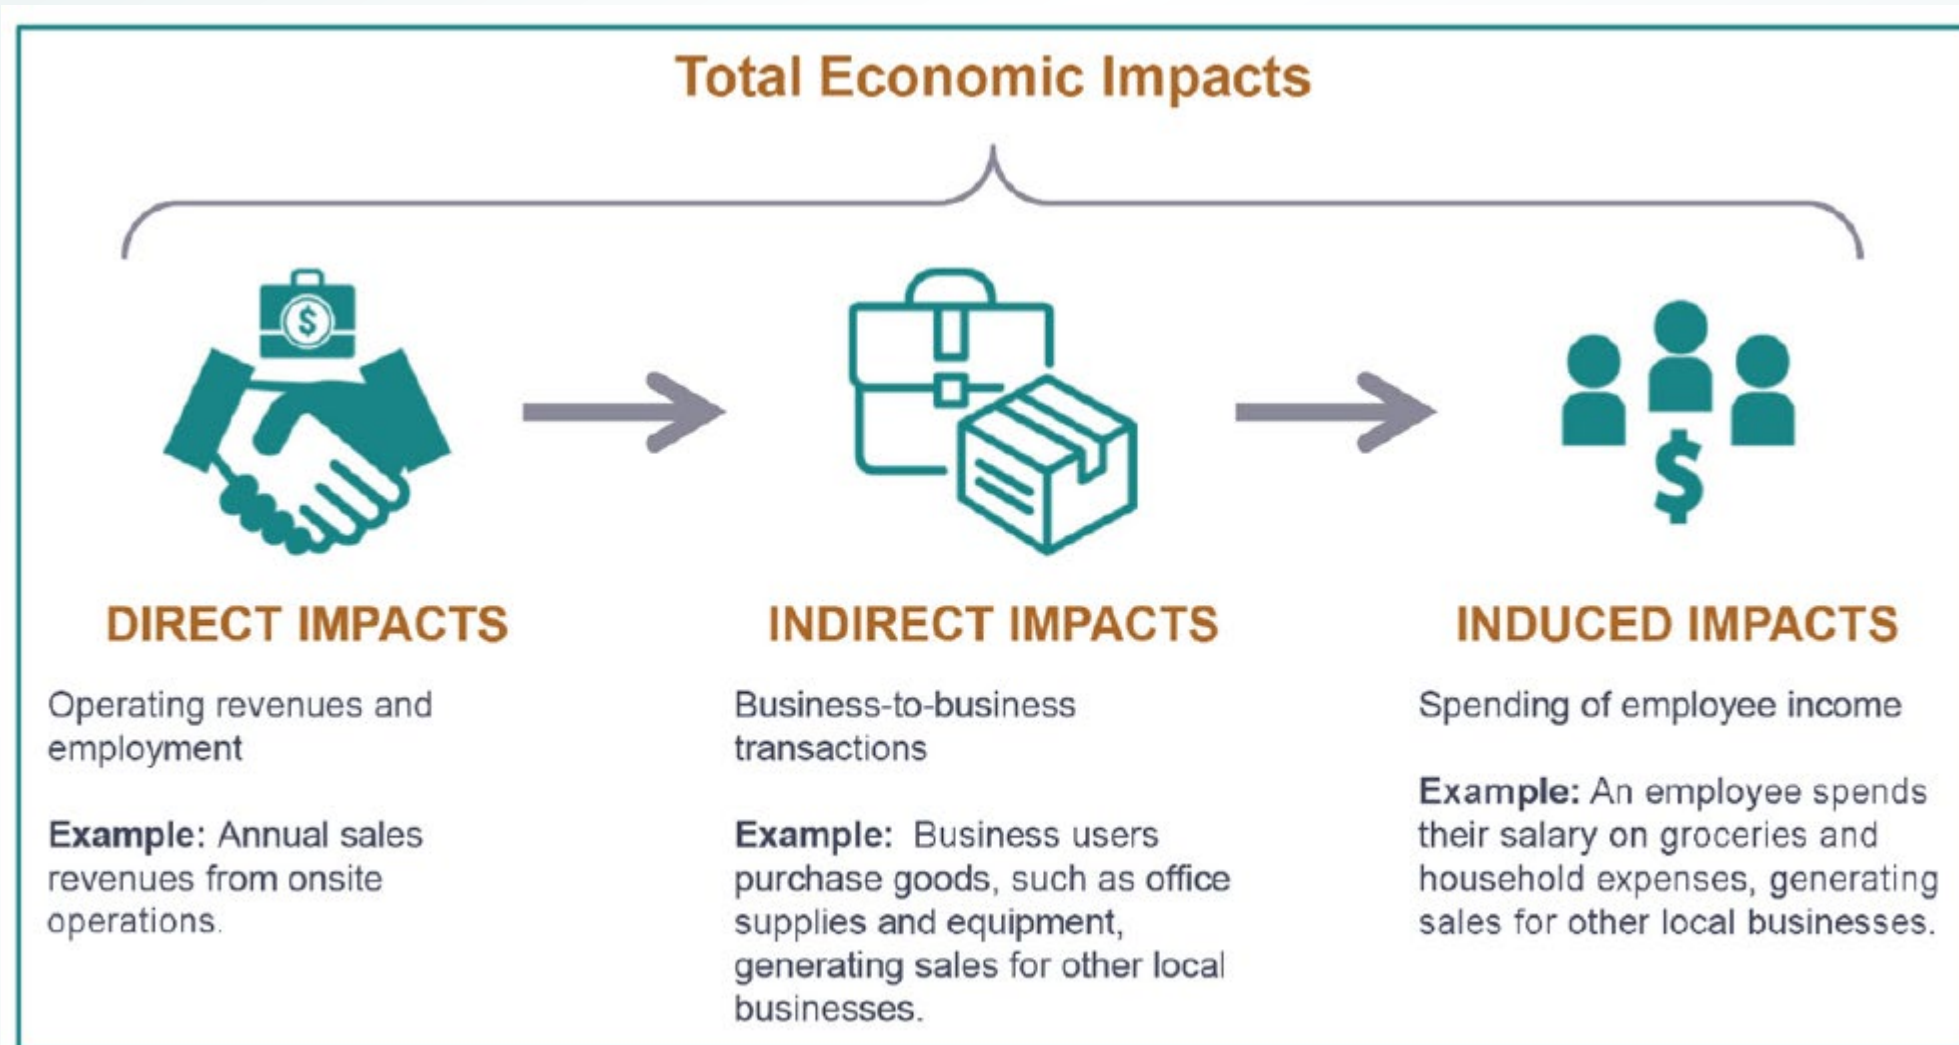 Total Economic Impacts
$
$
DIRECT IMPACTS
Operating revenues and
employment
Example: Annual sales
revenues from onsite
operations.
INDIRECT IMPACTS
Business-to-business
transactions
Example: Business users
purchase goods, such as office
supplies and equipment,
generating sales for other local
businesses.
INDUCED IMPACTS
Spending of employee income
Example: An employee spends
their salary on groceries and
household expenses, generating
sales for other local businesses.